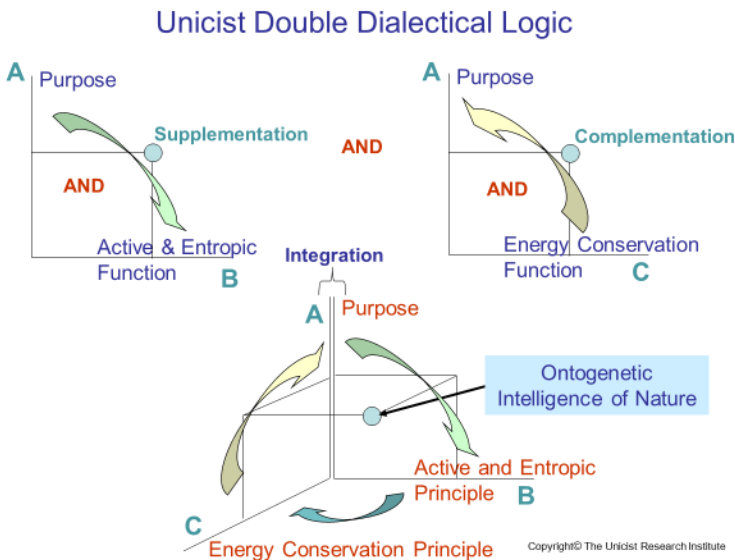 Unicist Double Dialectical Logic
A
Purpose
Supplementation
AND
Active & Entropic
Function
B
AND
A
Purpose
Complementation
AND
Energy Conservation
Function
C
Integration
A
Purpose
Ontogenetic
Intelligence of Nature
Active and Entropic
Principle
B
C
Energy Conservation Principle
Copyright© The Unicist Research Institute